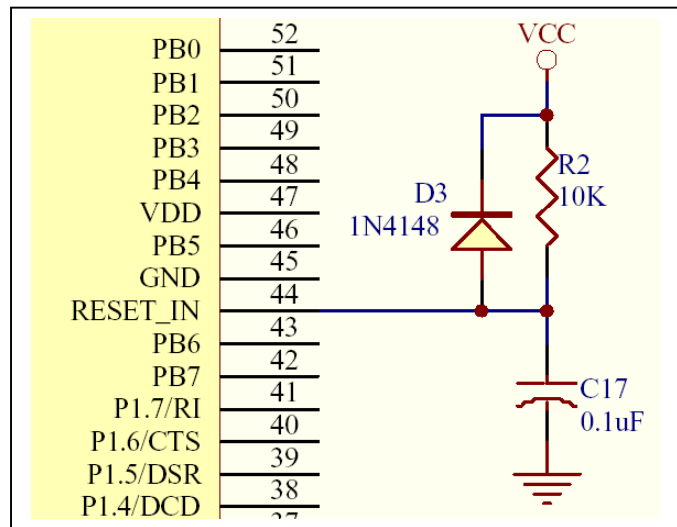 52
PB0
51
PB1
50
PB2
49
PB3
48
PB4
47
VDD
46
PB5
45
GND
44
RESET_IN
43
PB6
42
PB7
41
P1.7/RI
40
P1.6/CTS
39
P1.5/DSR
38
P1.4/DCD
37
VCC
R2
10K
D3
1N4148
C17
0.1uF